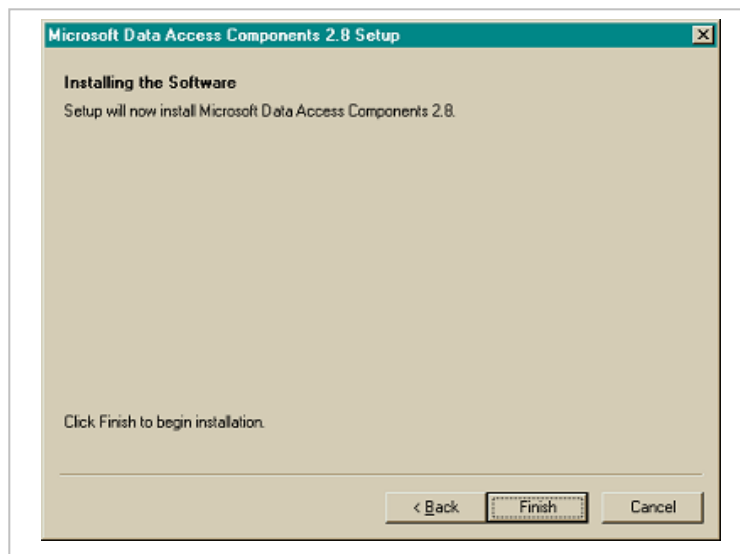 Microsoft Data Access Components 2.8 Setup
Installing the Software
Setup will now install Microsoft Data Access Components 2.8.
Click Finish to begin installation.
< Back Finish Cancel